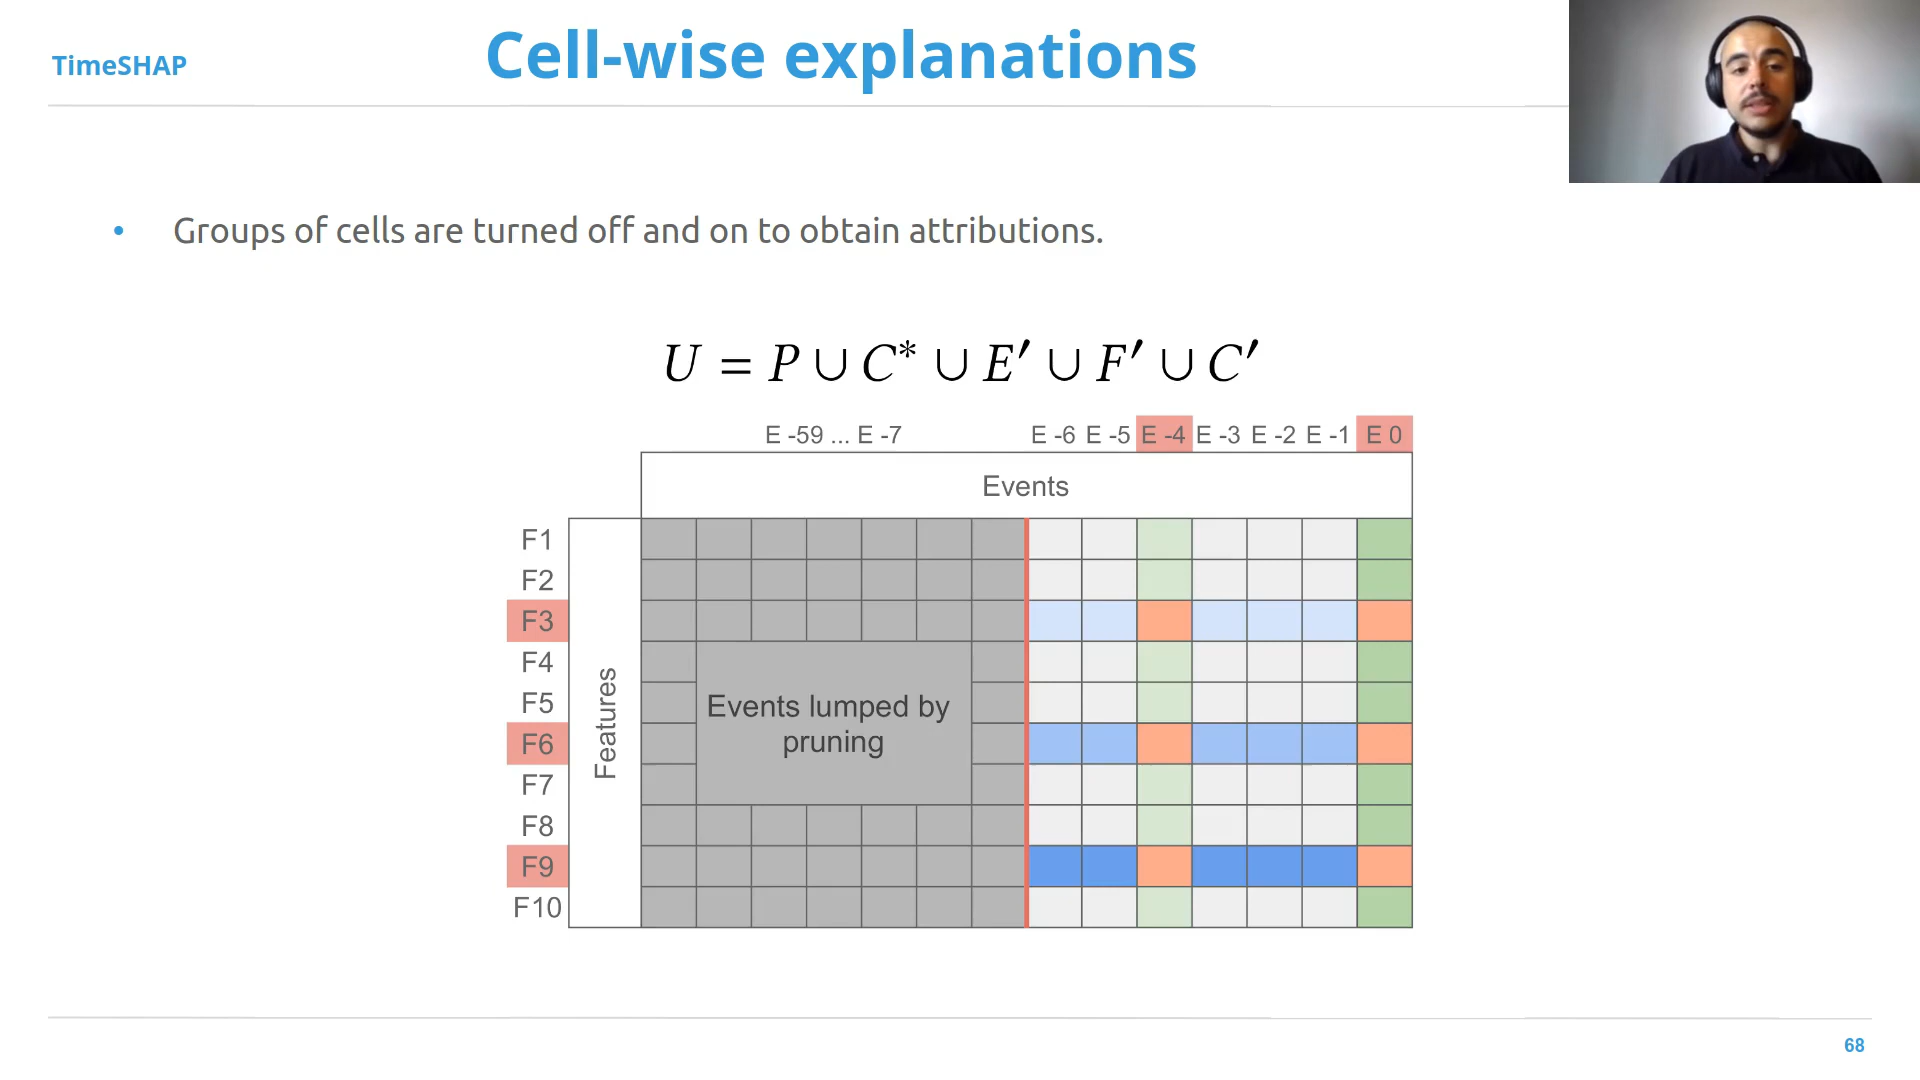 TimeSHAP
Cell-wise explanations
• Groups of cells are turned off and on to obtain attributions.
U = P ∪ C* ∪ E′ ∪ F′ ∪ C′
E -59 ... E -7 E -6 E -5 E -4 E -3 E -2 E -1 E 0
Events
Features
F1
F2
F3
F4
F5
F6
F7
F8
F9
F10
Events lumped by
pruning
68